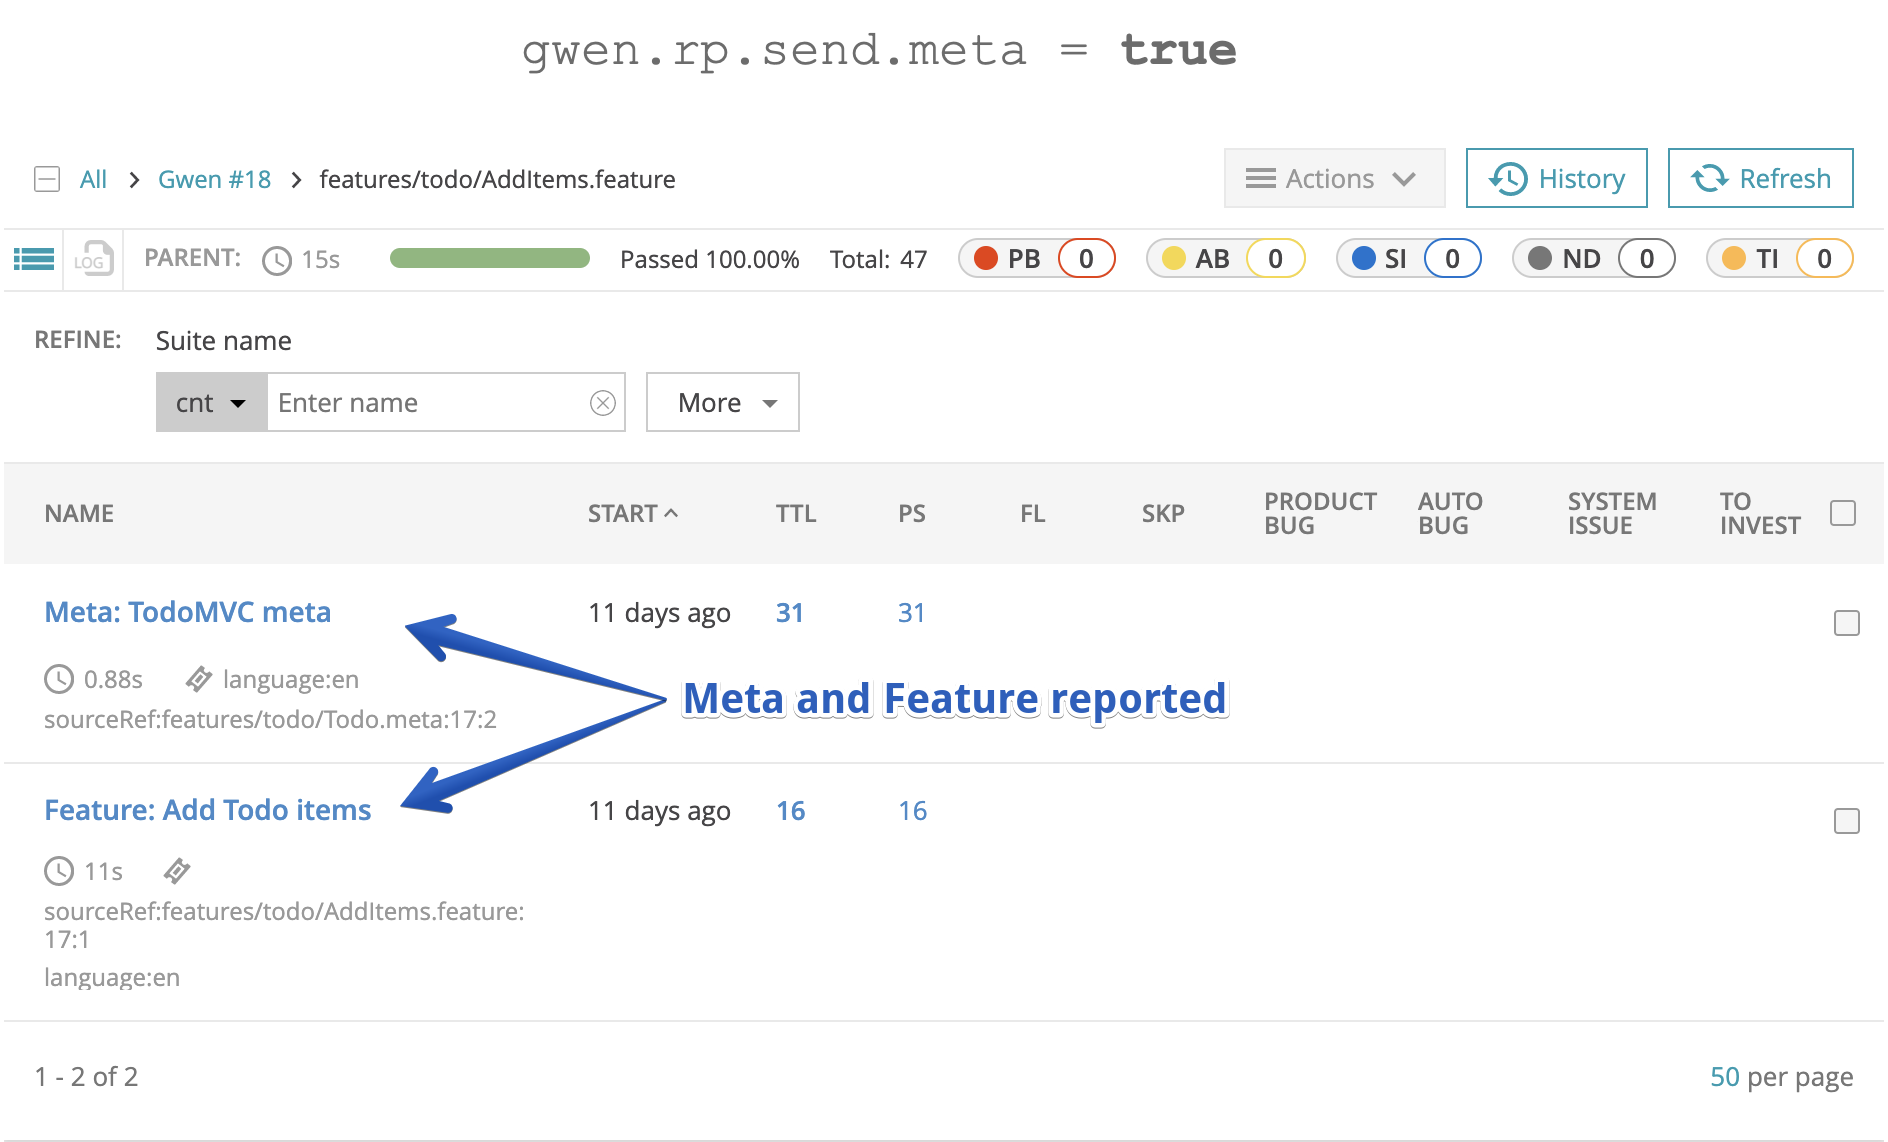 gwen.rp.send.meta = true
All > Gwen #18 > features/todo/AddItems.feature
Actions
History
Refresh
LOG
PARENT: 15s Passed 100.00% Total: 47 PB 0 AB 0 SI 0 ND 0 TI 0
REFINE: Suite name
cnt Enter name More
NAME START TTL PS FL SKP PRODUCT BUG AUTO BUG SYSTEM ISSUE TO INVEST
Meta: TodoMVC meta 11 days ago 31 31
0.88s language:en
sourceRef:features/todo/Todo.meta:17:2
Meta and Feature reported
Feature: Add Todo items 11 days ago 16 16
11s
sourceRef:features/todo/AddItems.feature:
17:1
language:en
1 - 2 of 2 50 per page